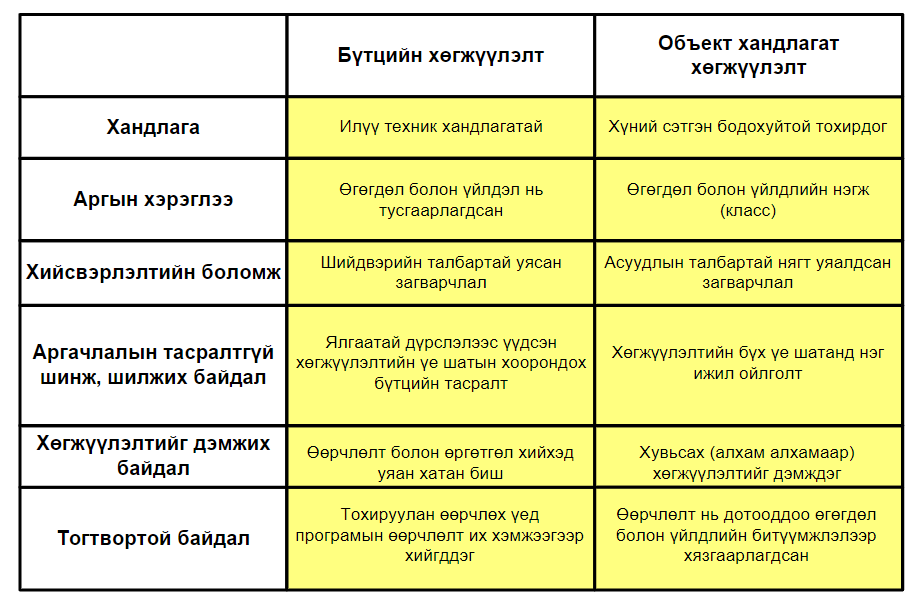 Бүтцийн хөгжүүлэлт
Объект хандлагат
хөгжүүлэлт
Хандлага
Илүү техник хандлагатай
Хүний сэтгэн бодохуйтой тохирдог
Аргын хэрэглээ
Өгөгдөл болон үйлдэл нь
тусгаарлагдсан
Өгөгдөл болон үйлдлийн нэгж
(класс)
Хийсвэрлэлтийн боломж
Шийдвэрийн талбартай уясан
загварчлал
Асуудлын талбартай нягт уялдсан
загварчлал
Аргачлалын тасралтгүй
шинж, шилжих байдал
Ялгаатай дүрслэлээс үүдсэн
хөгжүүлэлтийн үе шатын хоорондох
бүтцийн тасралт
Хөгжүүлэлтийн бүх үе шатанд нэг
ижил ойлголт
Хөгжүүлэлтийг дэмжих
байдал
Өөрчлөлт болон өргөтгөл хийхэд
уян хатан биш
Хувьсах (алхам алхамаар)
хөгжүүлэлтийг дэмждэг
Тогтвортой байдал
Тохируулан өөрчлөх үед
програмын өөрчлөлт их хэмжээгээр
хийгддэг
Өөрчлөлт нь дотооддоо өгөгдөл
болон үйлдлийн битүүмжлэлээр
хязгаарлагдсан